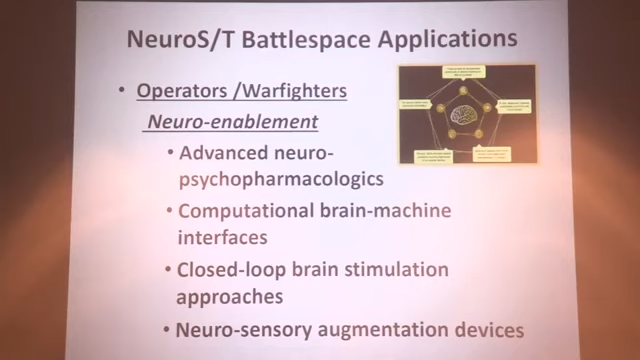 NeuroS/T Battlespace Applications
• Operators /Warfighters
Neuro-enablement
• Advanced neuro-
psychopharmacologics
• Computational brain-machine
interfaces
• Closed-loop brain stimulation
approaches
• Neuro-sensory augmentation devices